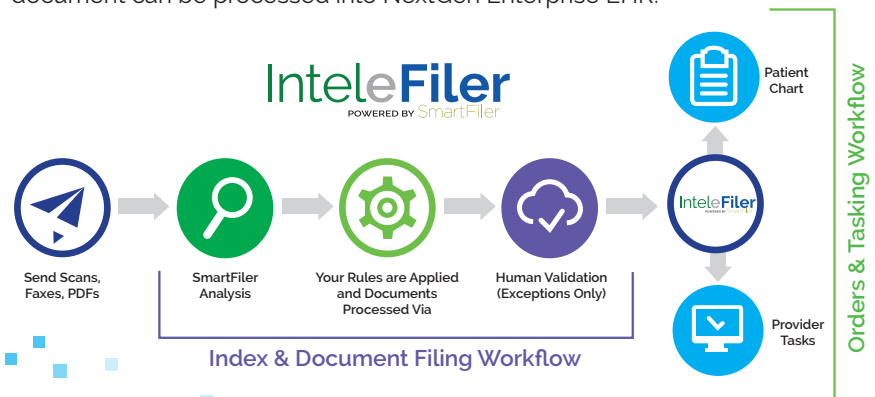 document can be processed into NextGen Enterprise EHR.
InteleFiler
POWERED BY SmartFiler
Patient
Chart
InteleFiler
POWERED BY SmartFiler
Send Scans,
Faxes, PDFs
SmartFiler
Analysis
Your Rules are Applied
and Documents
Processed Via
Human Validation
(Exceptions Only)
Provider
Tasks
Index & Document Filing Workflow
Orders & Tasking Workflow